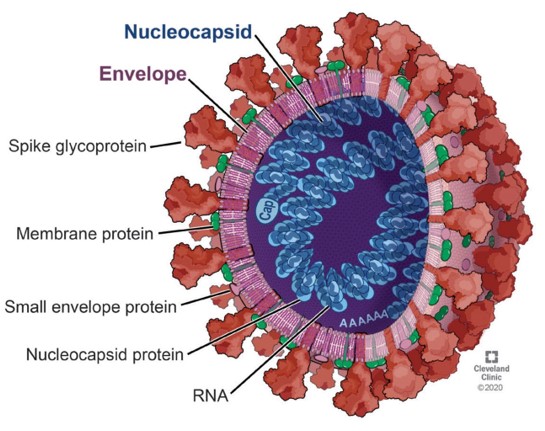 Nucleocapsid
Envelope
Spike glycoprotein
Cap
Membrane protein
Small envelope protein
Nucleocapsid protein
AAAAAA
RNA
Cleveland
Clinic
©2020